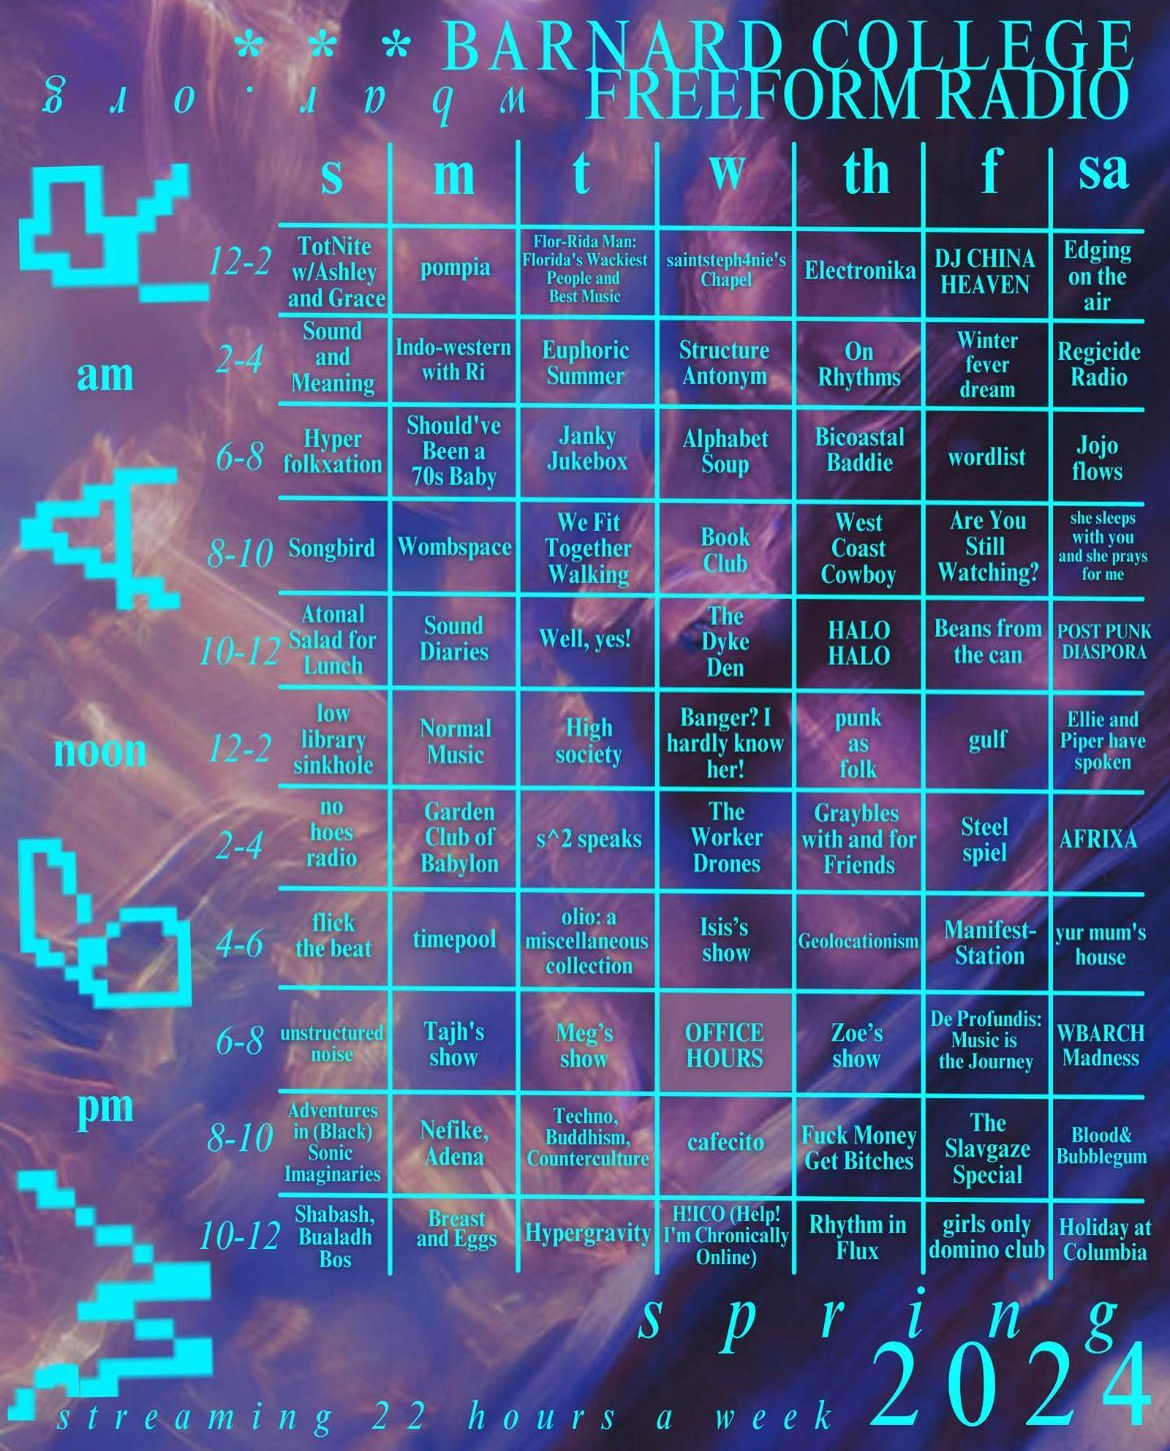 * * * BARNARD COLLEGE
wbar.org FREEFORM RADIO
s m t w th f sa
am
12-2
TotNite
w/Ashley
and Grace
pompia
Flor-Rida Man:
Florida's Wackiest
People and
Best Music
saintsteph4nie's
Chapel
Electronika
DJ CHINA
HEAVEN
Edging
on the
air
2-4
Sound
and
Meaning
Indo-western
with Ri
Euphoric
Summer
Structure
Antonym
On
Rhythms
Winter
fever
dream
Regicide
Radio
6-8
Hyper
folkxation
Should've
Been a
70s Baby
Janky
Jukebox
Alphabet
Soup
Bicoastal
Baddie
wordlist
Jojo
flows
8-10
Songbird
Wombspace
We Fit
Together
Walking
Book
Club
West
Coast
Cowboy
Are You
Still
Watching?
she sleeps
with you
and she prays
for me
10-12
Atonal
Salad for
Lunch
Sound
Diaries
Well, yes!
The
Dyke
Den
HALO
HALO
Beans from
the can
POST PUNK
DIASPORA
noon
12-2
low
library
sinkhole
Normal
Music
High
society
Banger? I
hardly know
her!
punk
as
folk
gulf
Ellie and
Piper have
spoken
2-4
no
hoes
radio
Garden
Club of
Babylon
s^2 speaks
The
Worker
Drones
Graybles
with and for
Friends
Steel
spiel
AFRIXA
4-6
flick
the beat
timepool
olio: a
miscellaneous
collection
Isis's
show
Geolocationism
Manifest-
Station
yur mum's
house
pm
6-8
unstructured
noise
Tajh's
show
Meg's
show
OFFICE
HOURS
Zoe's
show
De Profundis:
Music is
the Journey
WBARCH
Madness
8-10
Adventures
in (Black)
Sonic
Imaginaries
Nefike,
Adena
Techno,
Buddhism,
Counterculture
cafecito
Fuck Money
Get Bitches
The
Slavgaze
Special
Blood&
Bubblegum
10-12
Shabash,
Bualadh
Bos
Breast
and Eggs
Hypergravity
H!ICO (Help!
I'm Chronically
Online)
Rhythm in
Flux
girls only
domino club
Holiday at
Columbia
spring
2024
streaming 22 hours a week